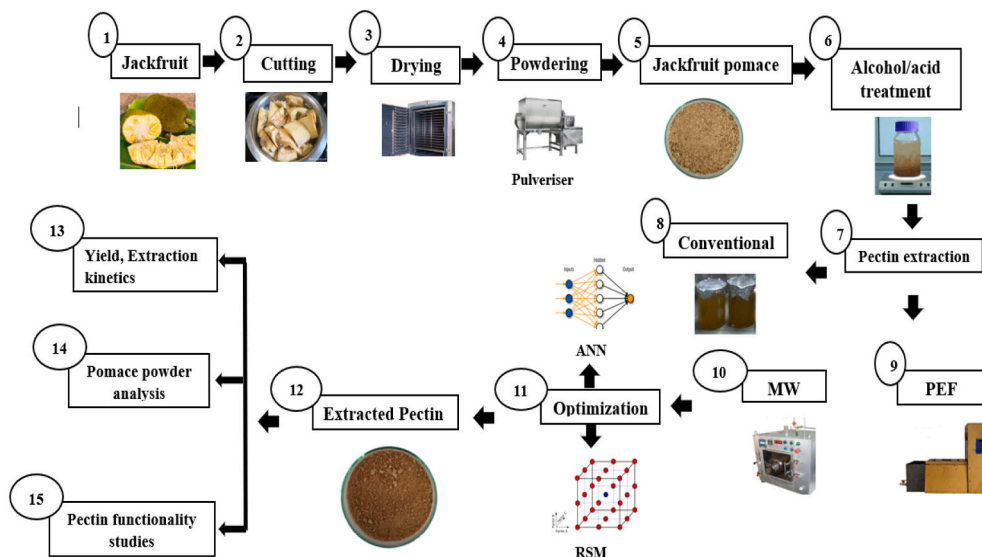 1
Jackfruit
2
Cutting
3
Drying
4
Powdering
Pulveriser
5
Jackfruit pomace
6
Alcohol/acid
treatment
7
Pectin extraction
8
Conventional
9
PEF
10
MW
11
Optimization
Inputs
Hidden
Output
ANN
RSM
12
Extracted Pectin
13
Yield, Extraction
kinetics
14
Pomace powder
analysis
15
Pectin functionality
studies